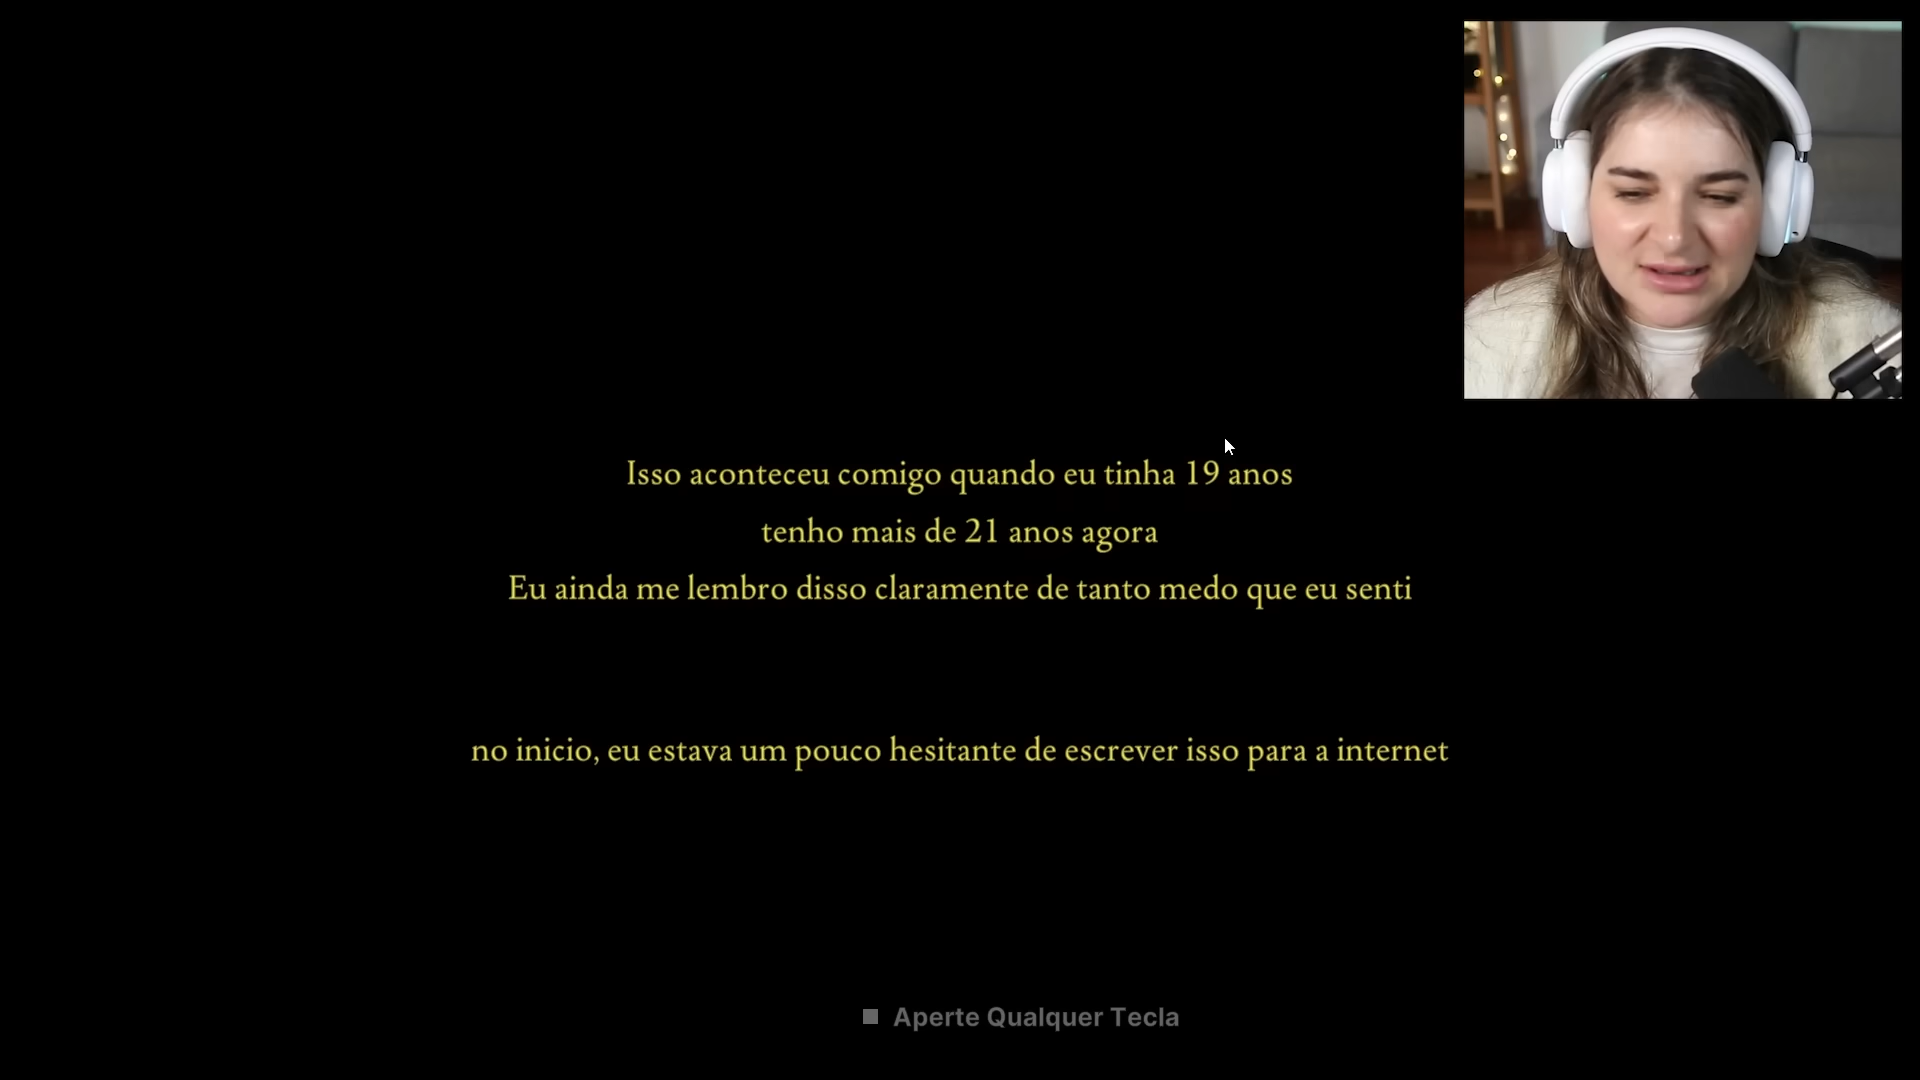 Isso aconteceu comigo quando eu tinha 19 anos
tenho mais de 21 anos agora
Eu ainda me lembro disso claramente de tanto medo que eu senti
no inicio, eu estava um pouco hesitante de escrever isso para a internet
Aperte Qualquer Tecla